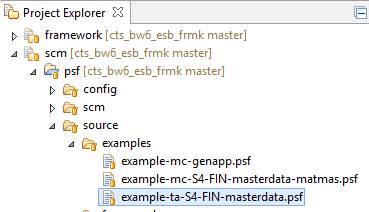 Project Explorer
framework [cts_bw6_esb_frmk master]
scm [cts_bw6_esb_frmk master]
psf [cts_bw6_esb_frmk master]
config
scm
source
examples
example-mc-genapp.psf
example-mc-S4-FIN-masterdata-matmas.psf
example-ta-S4-FIN-masterdata.psf